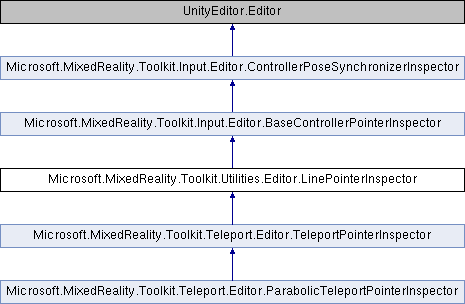 UnityEditor.Editor
Microsoft.MixedReality.Toolkit.Input.Editor.ControllerPoseSynchronizerInspector
Microsoft.MixedReality.Toolkit.Input.Editor.BaseControllerPointerInspector
Microsoft.MixedReality.Toolkit.Utilities.Editor.LinePointerInspector
Microsoft.MixedReality.Toolkit.Teleport.Editor.TeleportPointerInspector
Microsoft.MixedReality.Toolkit.Teleport.Editor.ParabolicTeleportPointerInspector